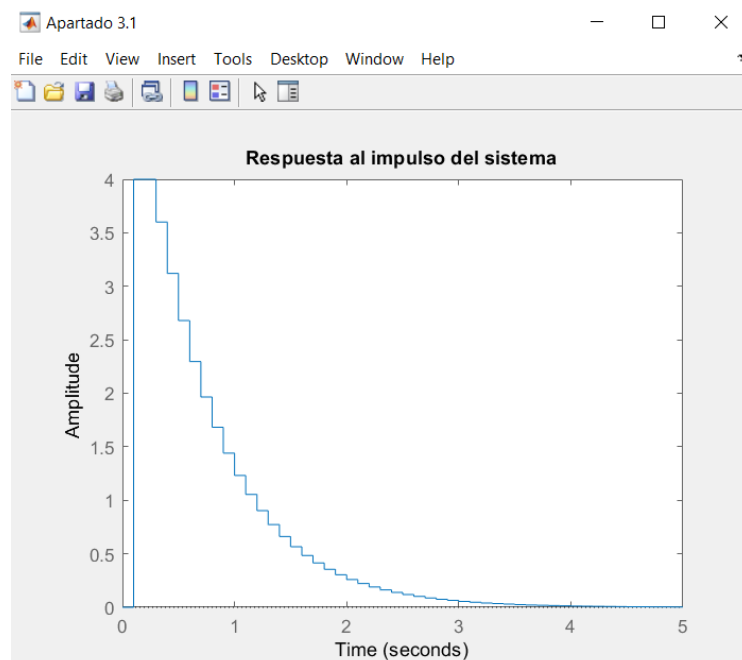 Apartado 3.1
File Edit View Insert Tools Desktop Window Help
Respuesta al impulso del sistema
4
3.5
3
2.5
2
1.5
1
0.5
0
Amplitude
0 1 2 3 4 5
Time (seconds)